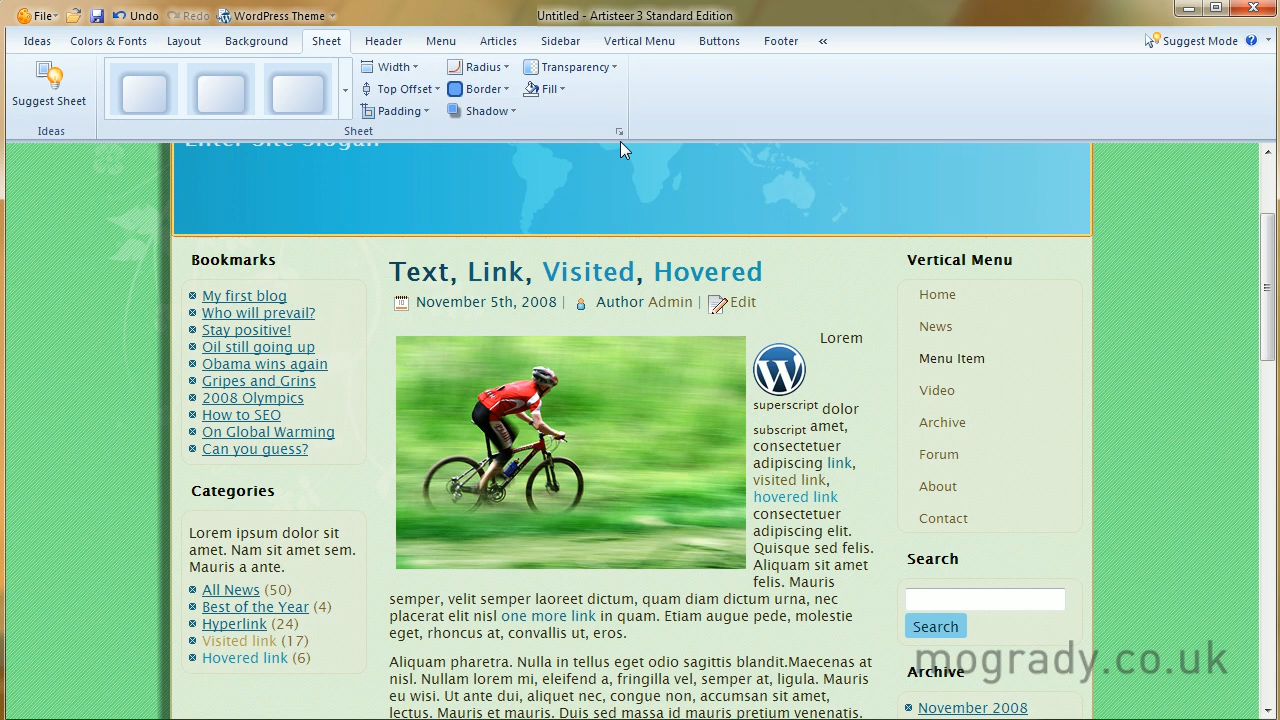 File Undo Redo WordPress Theme Untitled - Artisteer 3 Standard Edition
Ideas Colors & Fonts Layout Background Sheet Header Menu Articles Sidebar Vertical Menu Buttons Footer « Suggest Mode
Suggest Sheet
Ideas
Width Radius Transparency
Top Offset Border Fill
Padding Shadow
Sheet
Enter Site Slogan
Bookmarks
My first blog
Who will prevail?
Stay positive!
Oil still going up
Obama wins again
Gripes and Grins
2008 Olympics
How to SEO
On Global Warming
Can you guess?
Categories
Lorem ipsum dolor sit
amet. Nam sit amet sem.
Mauris a ante.
All News (50)
Best of the Year (4)
Hyperlink (24)
Visited link (17)
Hovered link (6)
Text, Link, Visited, Hovered
November 5th, 2008 | Author Admin | Edit
Lorem
superscript dolor
subscript amet,
consectetuer
adipiscing link,
visited link,
hovered link
consectetuer
adipiscing elit.
Quisque sed felis.
Aliquam sit amet
felis. Mauris
semper, velit semper laoreet dictum, quam diam dictum urna, nec
placerat elit nisl one more link in quam. Etiam augue pede, molestie
eget, rhoncus at, convallis ut, eros.
Aliquam pharetra. Nulla in tellus eget odio sagittis blandit.Maecenas at
nisl. Nullam lorem mi, eleifend a, fringilla vel, semper at, ligula. Mauris
eu wisi. Ut ante dui, aliquet nec, congue non, accumsan sit amet,
lectus. Mauris et mauris. Duis sed massa id mauris pretium venenatis.
Vertical Menu
Home
News
Menu Item
Video
Archive
Forum
About
Contact
Search
Search
Archive
November 2008
mogrady.co.uk